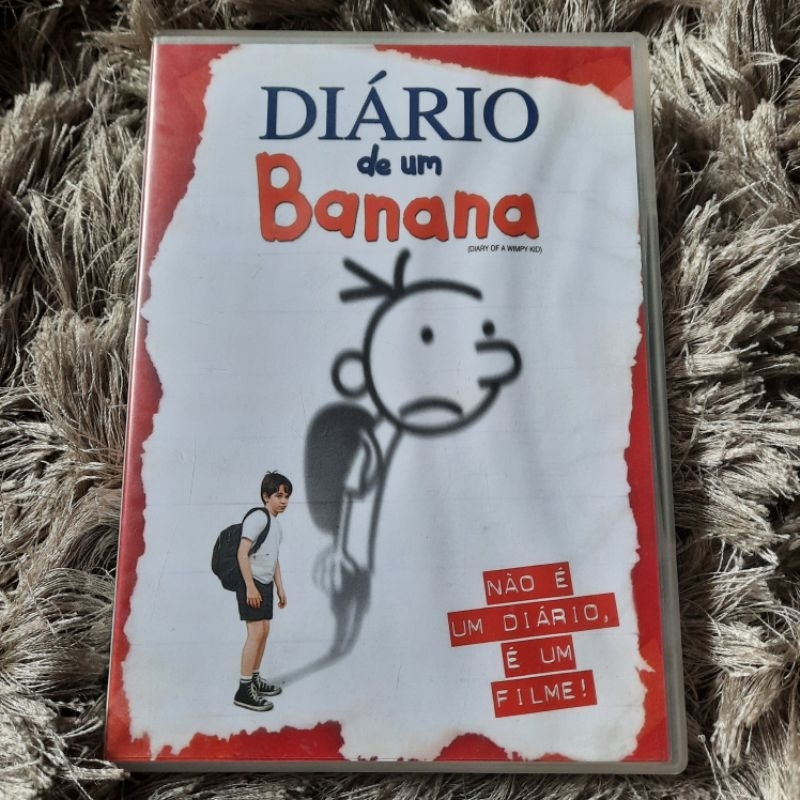 DIÁRIO
de um
Banana
(DIARY OF A WIMPY KID)
NÃO É
UM DIÁRIO,
É UM
FILME!